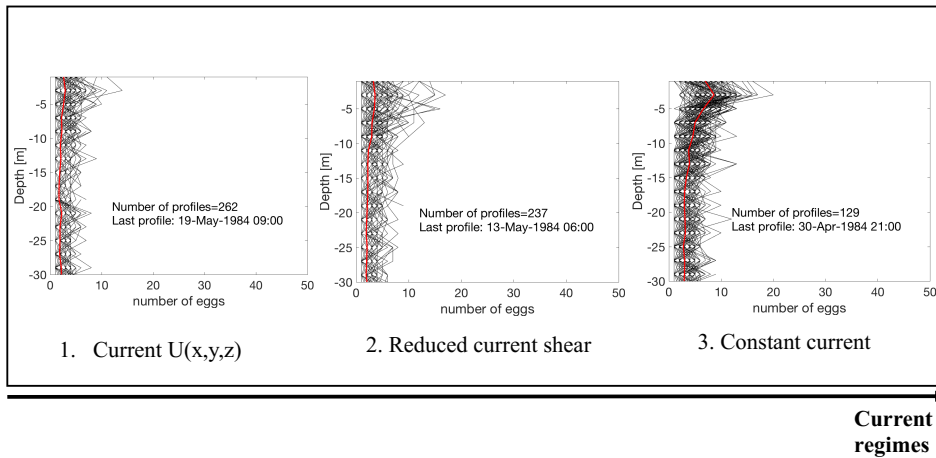 -5
-10
-15
-20
-25
-30
Depth [m]
0 10 20 30 40 50
number of eggs
Number of profiles=262
Last profile: 19-May-1984 09:00
1. Current U(x,y,z)
-5
-10
-15
-20
-25
-30
Depth [m]
0 10 20 30 40 50
number of eggs
Number of profiles=237
Last profile: 13-May-1984 06:00
2. Reduced current shear
-5
-10
-15
-20
-25
-30
Depth [m]
0 10 20 30 40 50
number of eggs
Number of profiles=129
Last profile: 30-Apr-1984 21:00
3. Constant current
Current
regimes